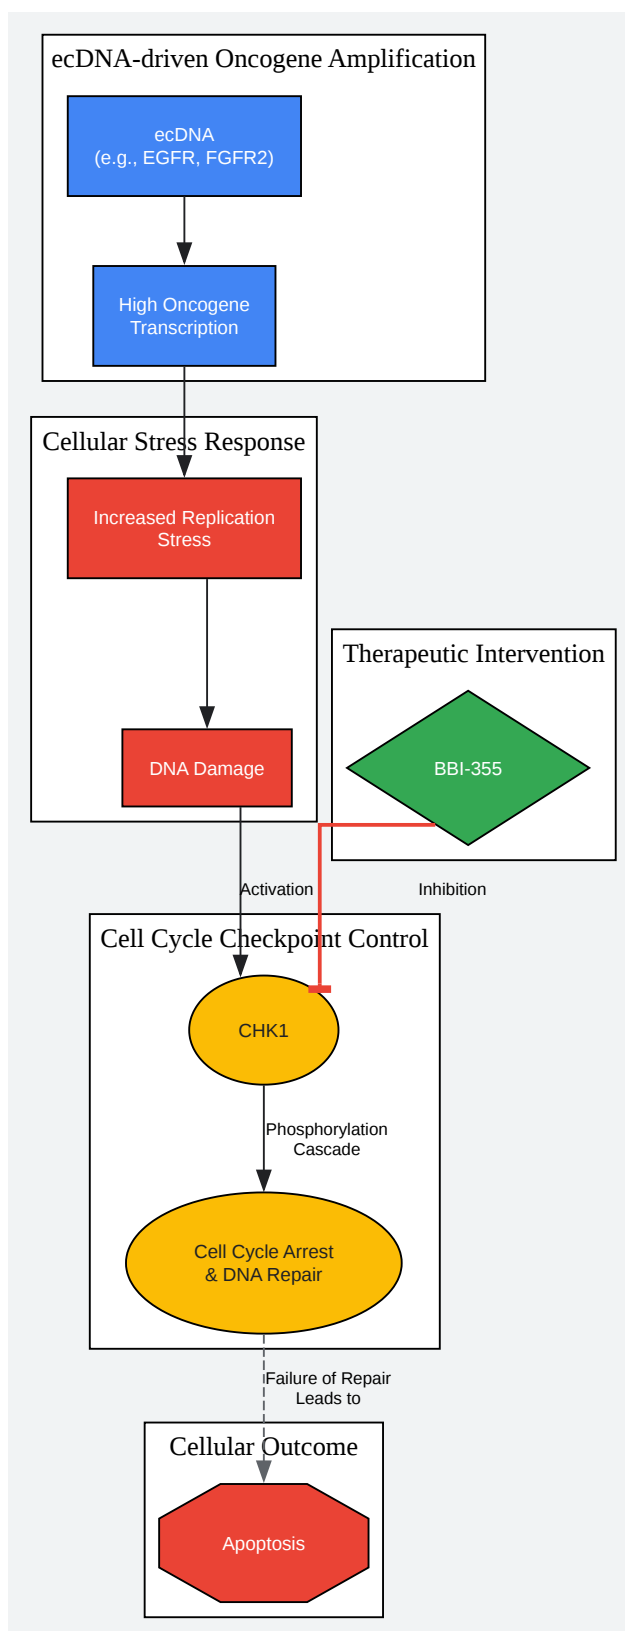 ecDNA-driven Oncogene Amplification
ecDNA
(e.g., EGFR, FGFR2)
High Oncogene
Transcription
Cellular Stress Response
Increased Replication
Stress
DNA Damage
Therapeutic Intervention
BBI-355
Activation
Inhibition
Cell Cycle Checkpoint Control
CHK1
Phosphorylation
Cascade
Cell Cycle Arrest
& DNA Repair
Failure of Repair
Leads to
Cellular Outcome
Apoptosis